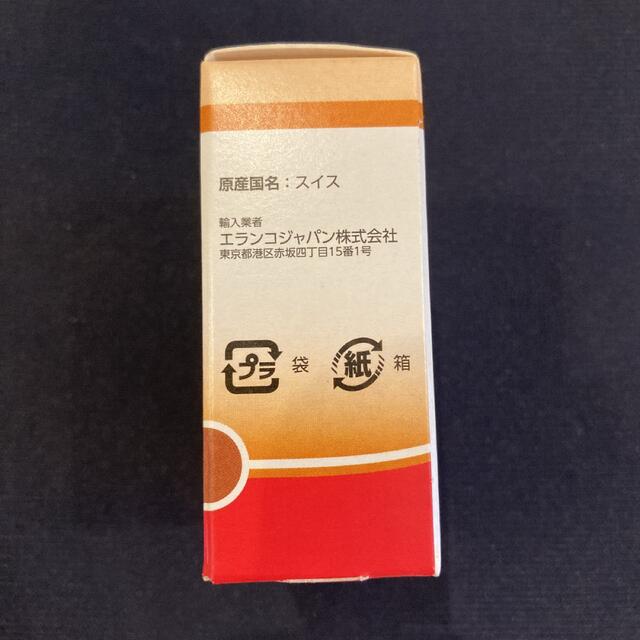 原産国名：スイス
輸入業者
エランコジャパン株式会社
東京都港区赤坂四丁目15番1号
プラ 袋 紙 箱